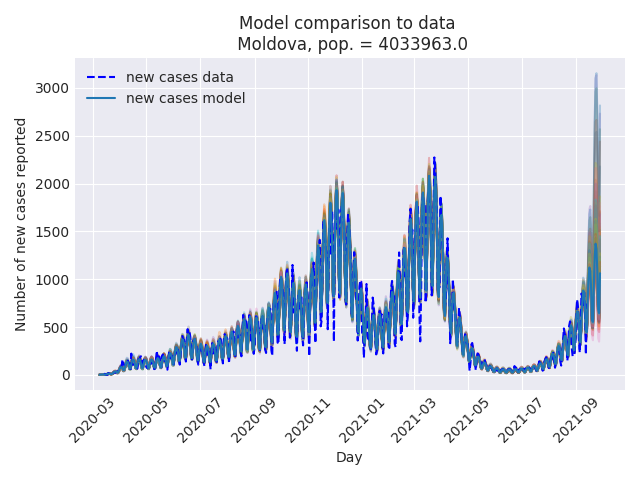 Model comparison to data
Moldova, pop. = 4033963.0
new cases data
new cases model
Number of new cases reported
3000
2500
2000
1500
1000
500
0
2020-03
2020-05
2020-07
2020-09
2020-11
2021-01
2021-03
2021-05
2021-07
2021-09
Day